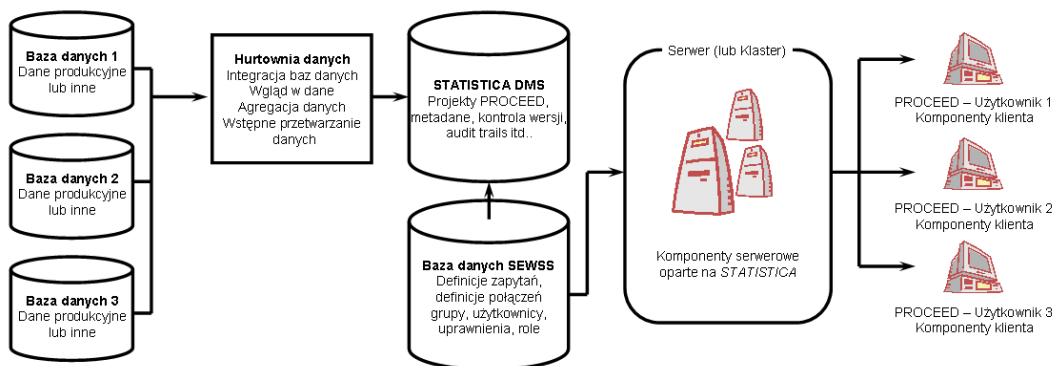 Baza danych 1
Dane produkcyjne
lub inne
Baza danych 2
Dane produkcyjne
lub inne
Baza danych 3
Dane produkcyjne
lub inne
Hurtownia danych
Integracja baz danych
Wgląd w dane
Agregacja danych
Wstępne przetwarzanie
danych
STATISTICA DMS
Projekty PROCEED,
metadane, kontrola wersji,
audit trails itd..
Baza danych SEWSS
Definicje zapytań,
definicje połączeń
grupy, użytkownicy,
uprawnienia, role
Serwer (lub Klaster)
Komponenty serwerowe
oparte na STATISTICA
PROCEED – Użytkownik 1
Komponenty klienta
PROCEED – Użytkownik 2
Komponenty klienta
PROCEED – Użytkownik 3
Komponenty klienta